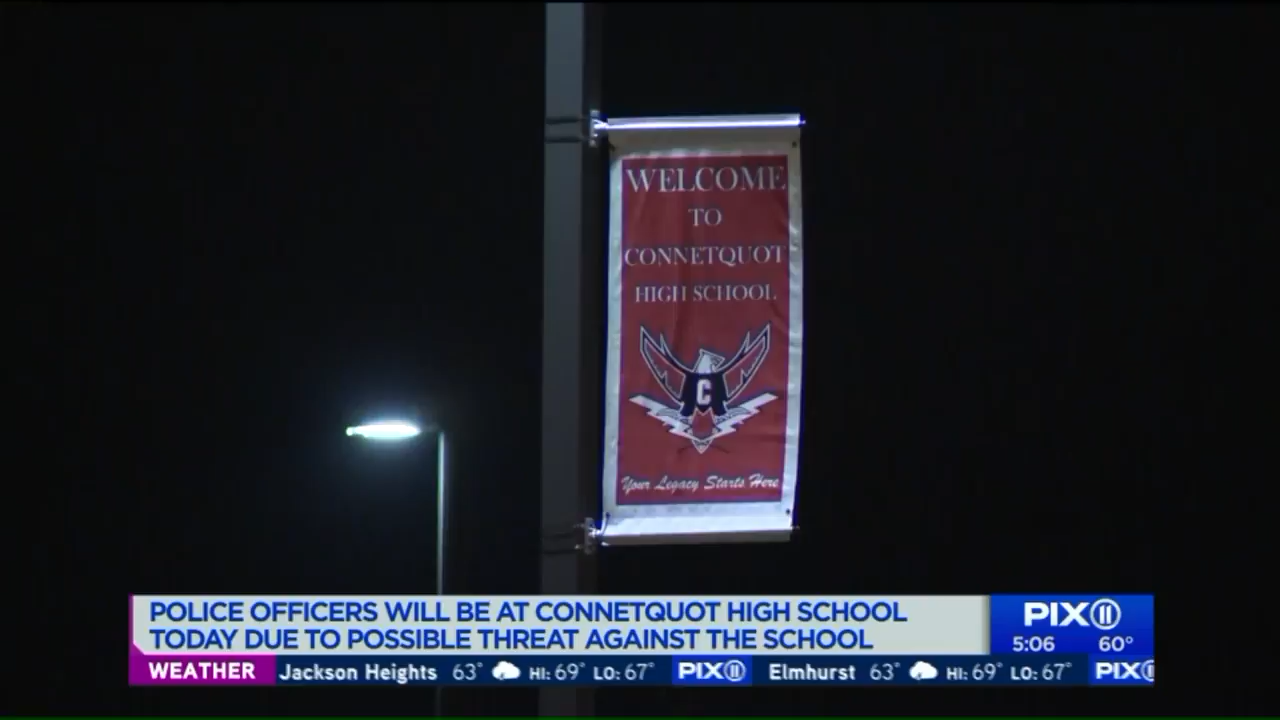 WELCOME
TO
CONNETQUOT
HIGH SCHOOL
C
Your Legacy Starts Here
POLICE OFFICERS WILL BE AT CONNETQUOT HIGH SCHOOL
TODAY DUE TO POSSIBLE THREAT AGAINST THE SCHOOL
PIX11
5:06 60°
WEATHER Jackson Heights 63° HI: 69° LO: 67° PIX11 Elmhurst 63° HI: 69° LO: 67° PIX1